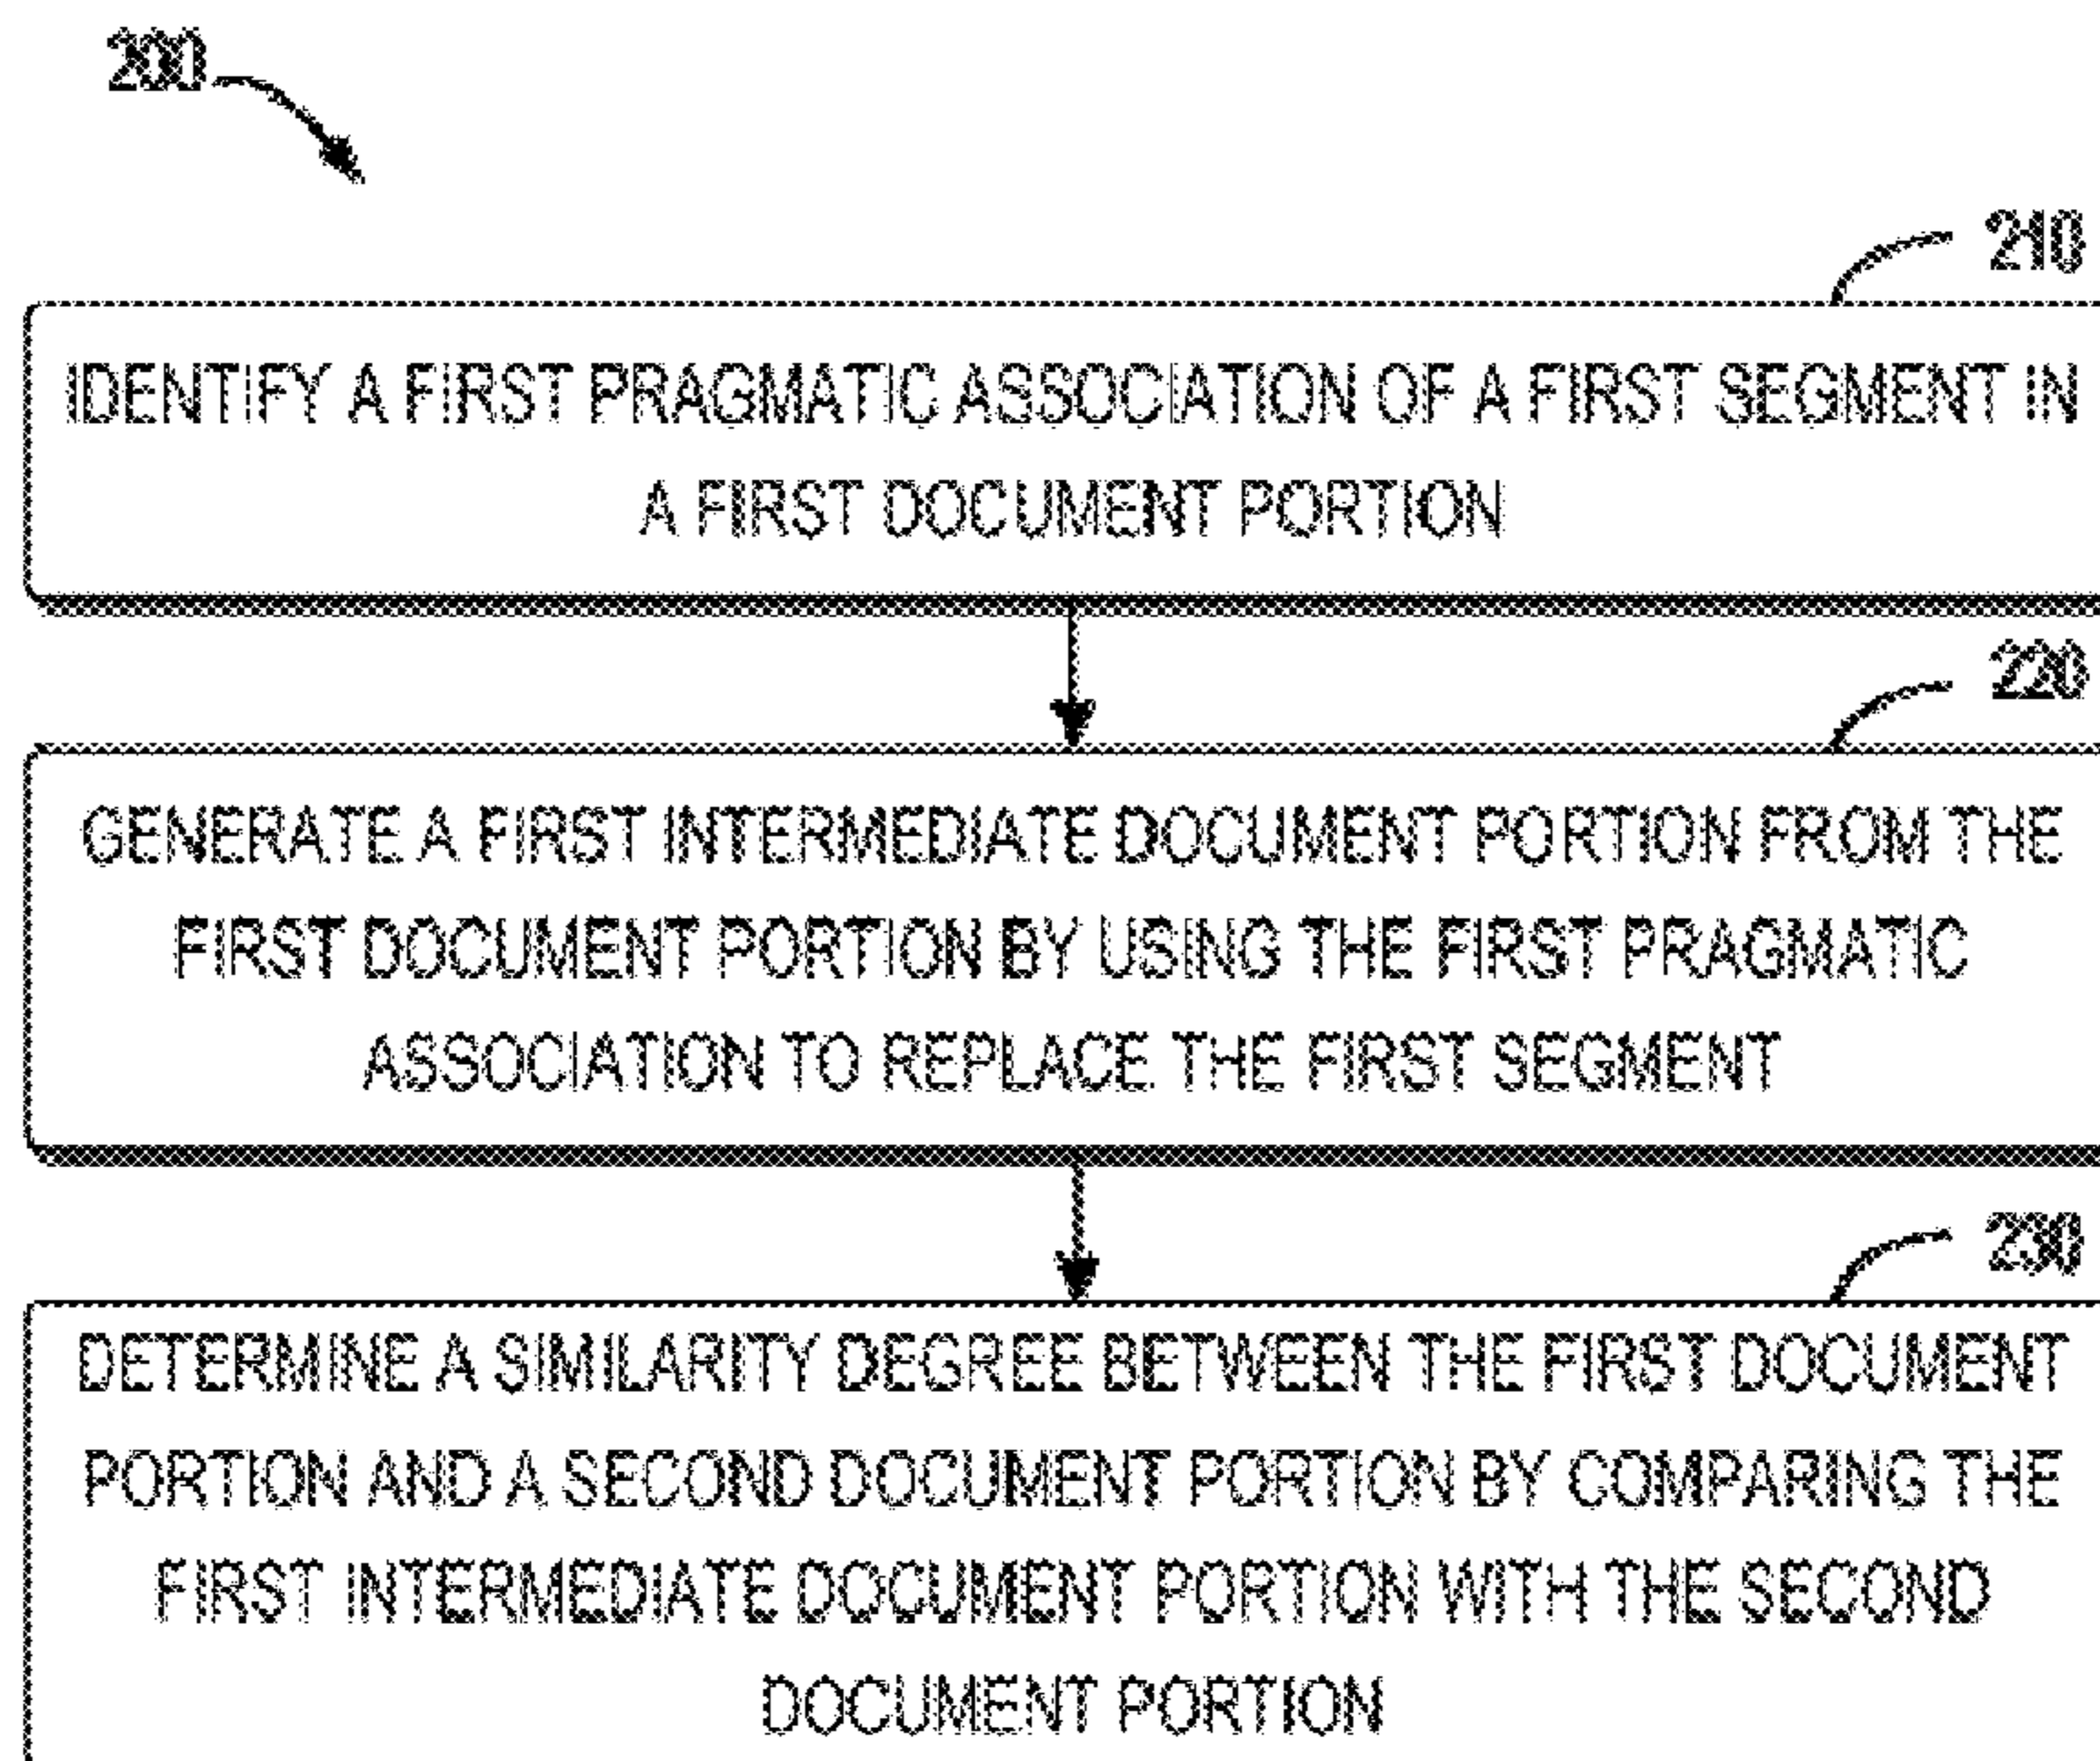 200
210
IDENTIFY A FIRST PRAGMATIC ASSOCIATION OF A FIRST SEGMENT IN
A FIRST DOCUMENT PORTION
220
GENERATE A FIRST INTERMEDIATE DOCUMENT PORTION FROM THE
FIRST DOCUMENT PORTION BY USING THE FIRST PRAGMATIC
ASSOCIATION TO REPLACE THE FIRST SEGMENT
230
DETERMINE A SIMILARITY DEGREE BETWEEN THE FIRST DOCUMENT
PORTION AND A SECOND DOCUMENT PORTION BY COMPARING THE
FIRST INTERMEDIATE DOCUMENT PORTION WITH THE SECOND
DOCUMENT PORTION